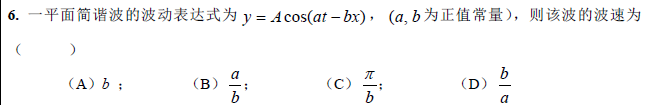 6. 一平面简谐波的波动表达式为 y = A cos(at − bx)，（a, b 为正值常量），则该波的波速为
（  ）
（A）b ；  （B）a/b；  （C）π/b；  （D）b/a